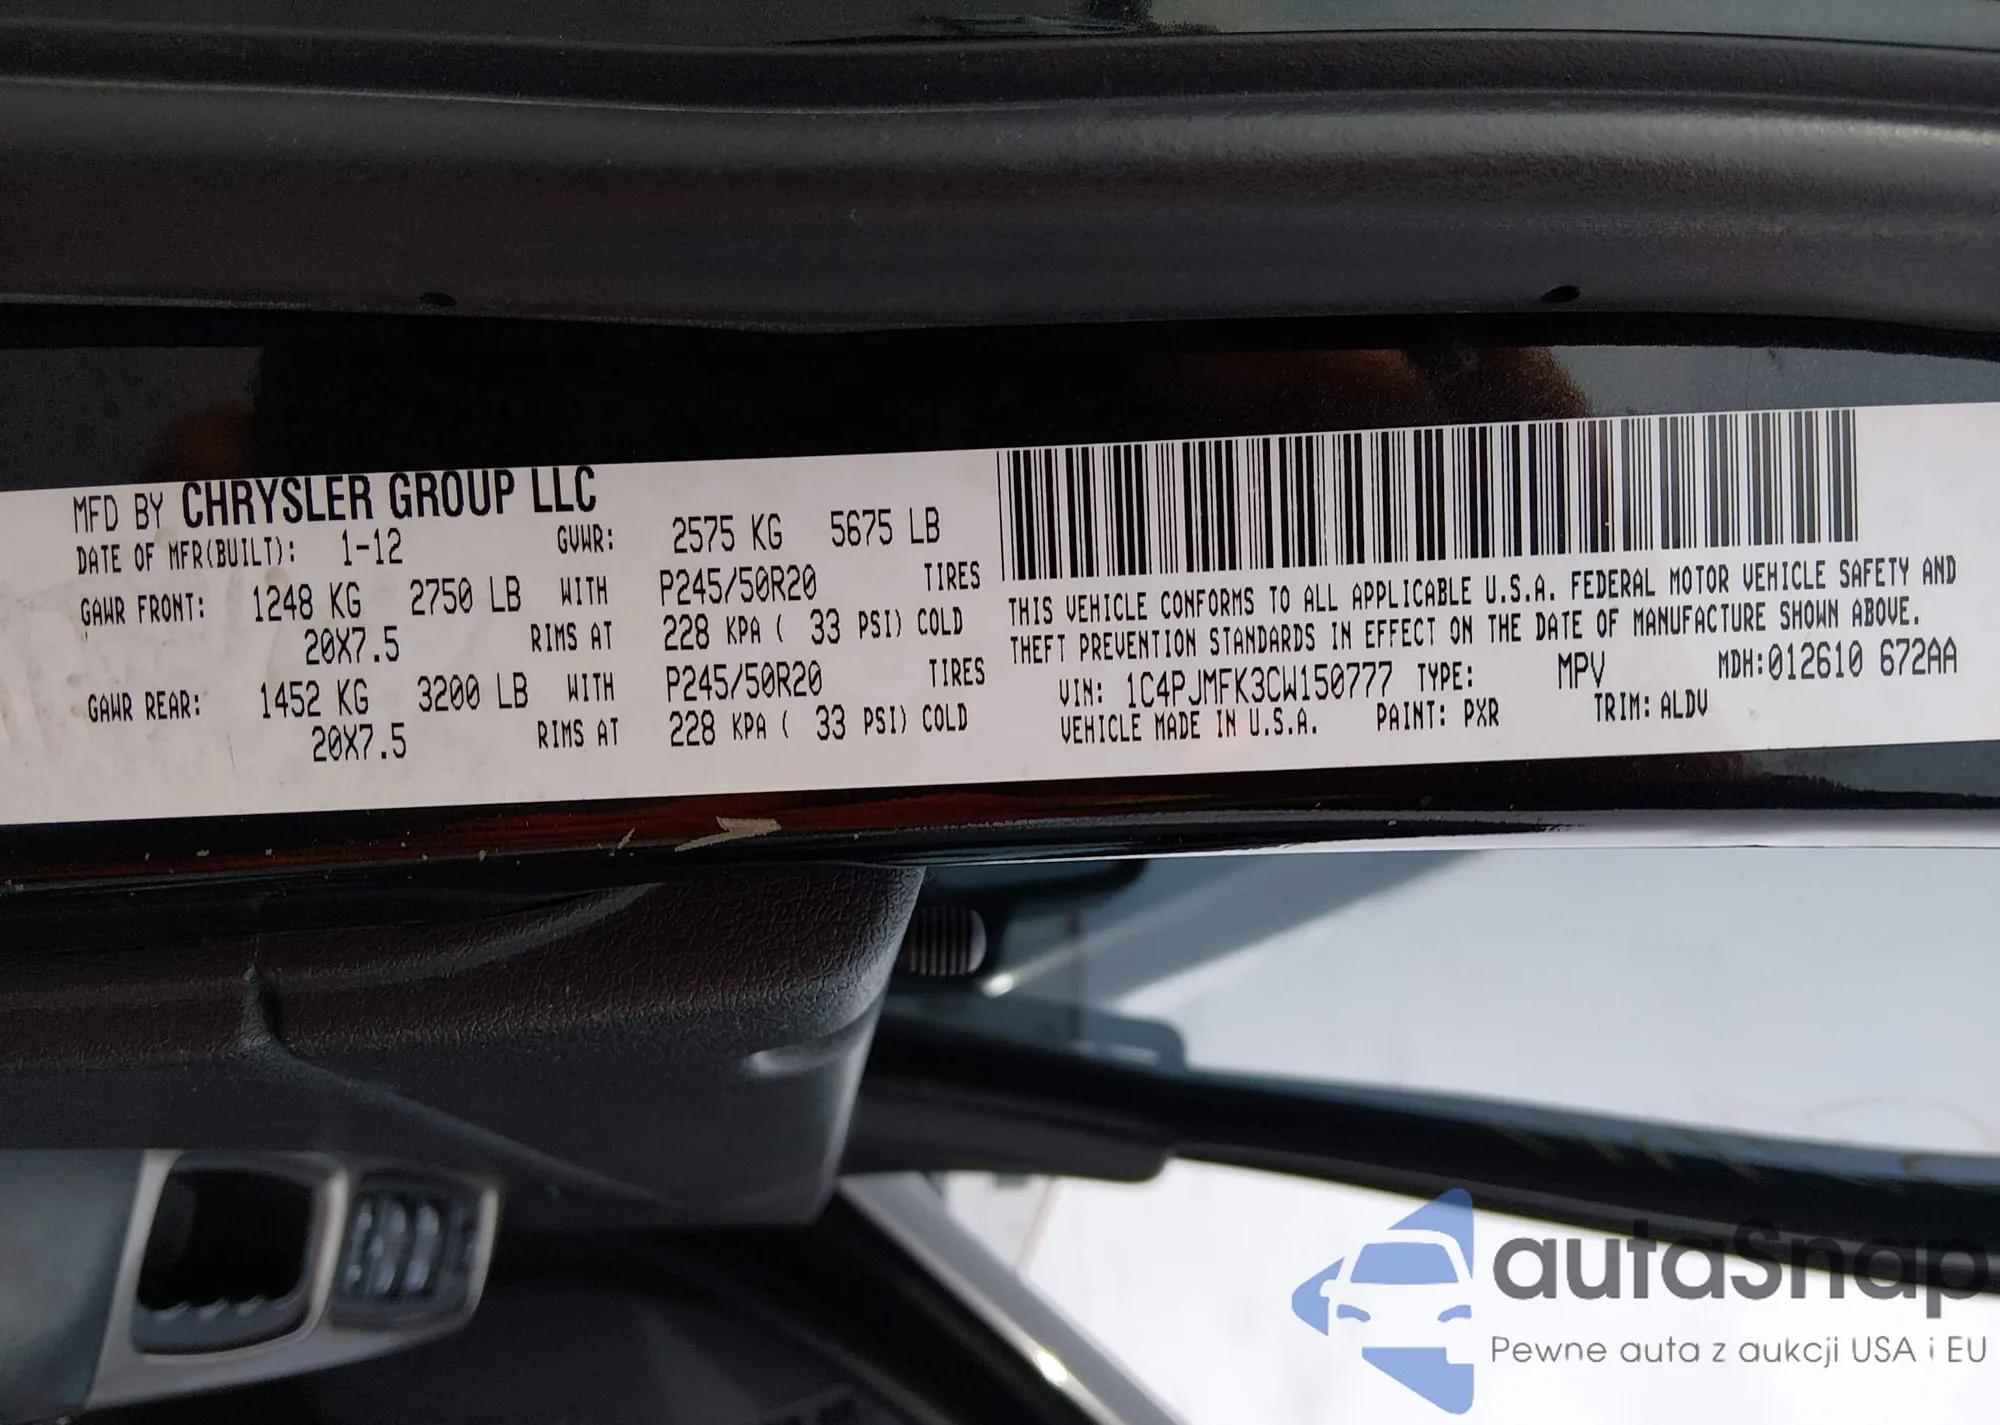 MFD BY CHRYSLER GROUP LLC
DATE OF MFR(BUILT): 1-12 GVWR: 2575 KG 5675 LB
GAWR FRONT: 1248 KG 2750 LB WITH P245/50R20 TIRES
20X7.5 RIMS AT 228 KPA ( 33 PSI) COLD
GAWR REAR: 1452 KG 3200 LB WITH P245/50R20 TIRES
20X7.5 RIMS AT 228 KPA ( 33 PSI) COLD
THIS VEHICLE CONFORMS TO ALL APPLICABLE U.S.A. FEDERAL MOTOR VEHICLE SAFETY AND
THEFT PREVENTION STANDARDS IN EFFECT ON THE DATE OF MANUFACTURE SHOWN ABOVE.
VIN: 1C4PJMFK3CW150777 TYPE: MPV MDH:012610 672AA
VEHICLE MADE IN U.S.A. PAINT: PXR TRIM: ALDV
autaSnap
Pewne auta z aukcji USA i EU